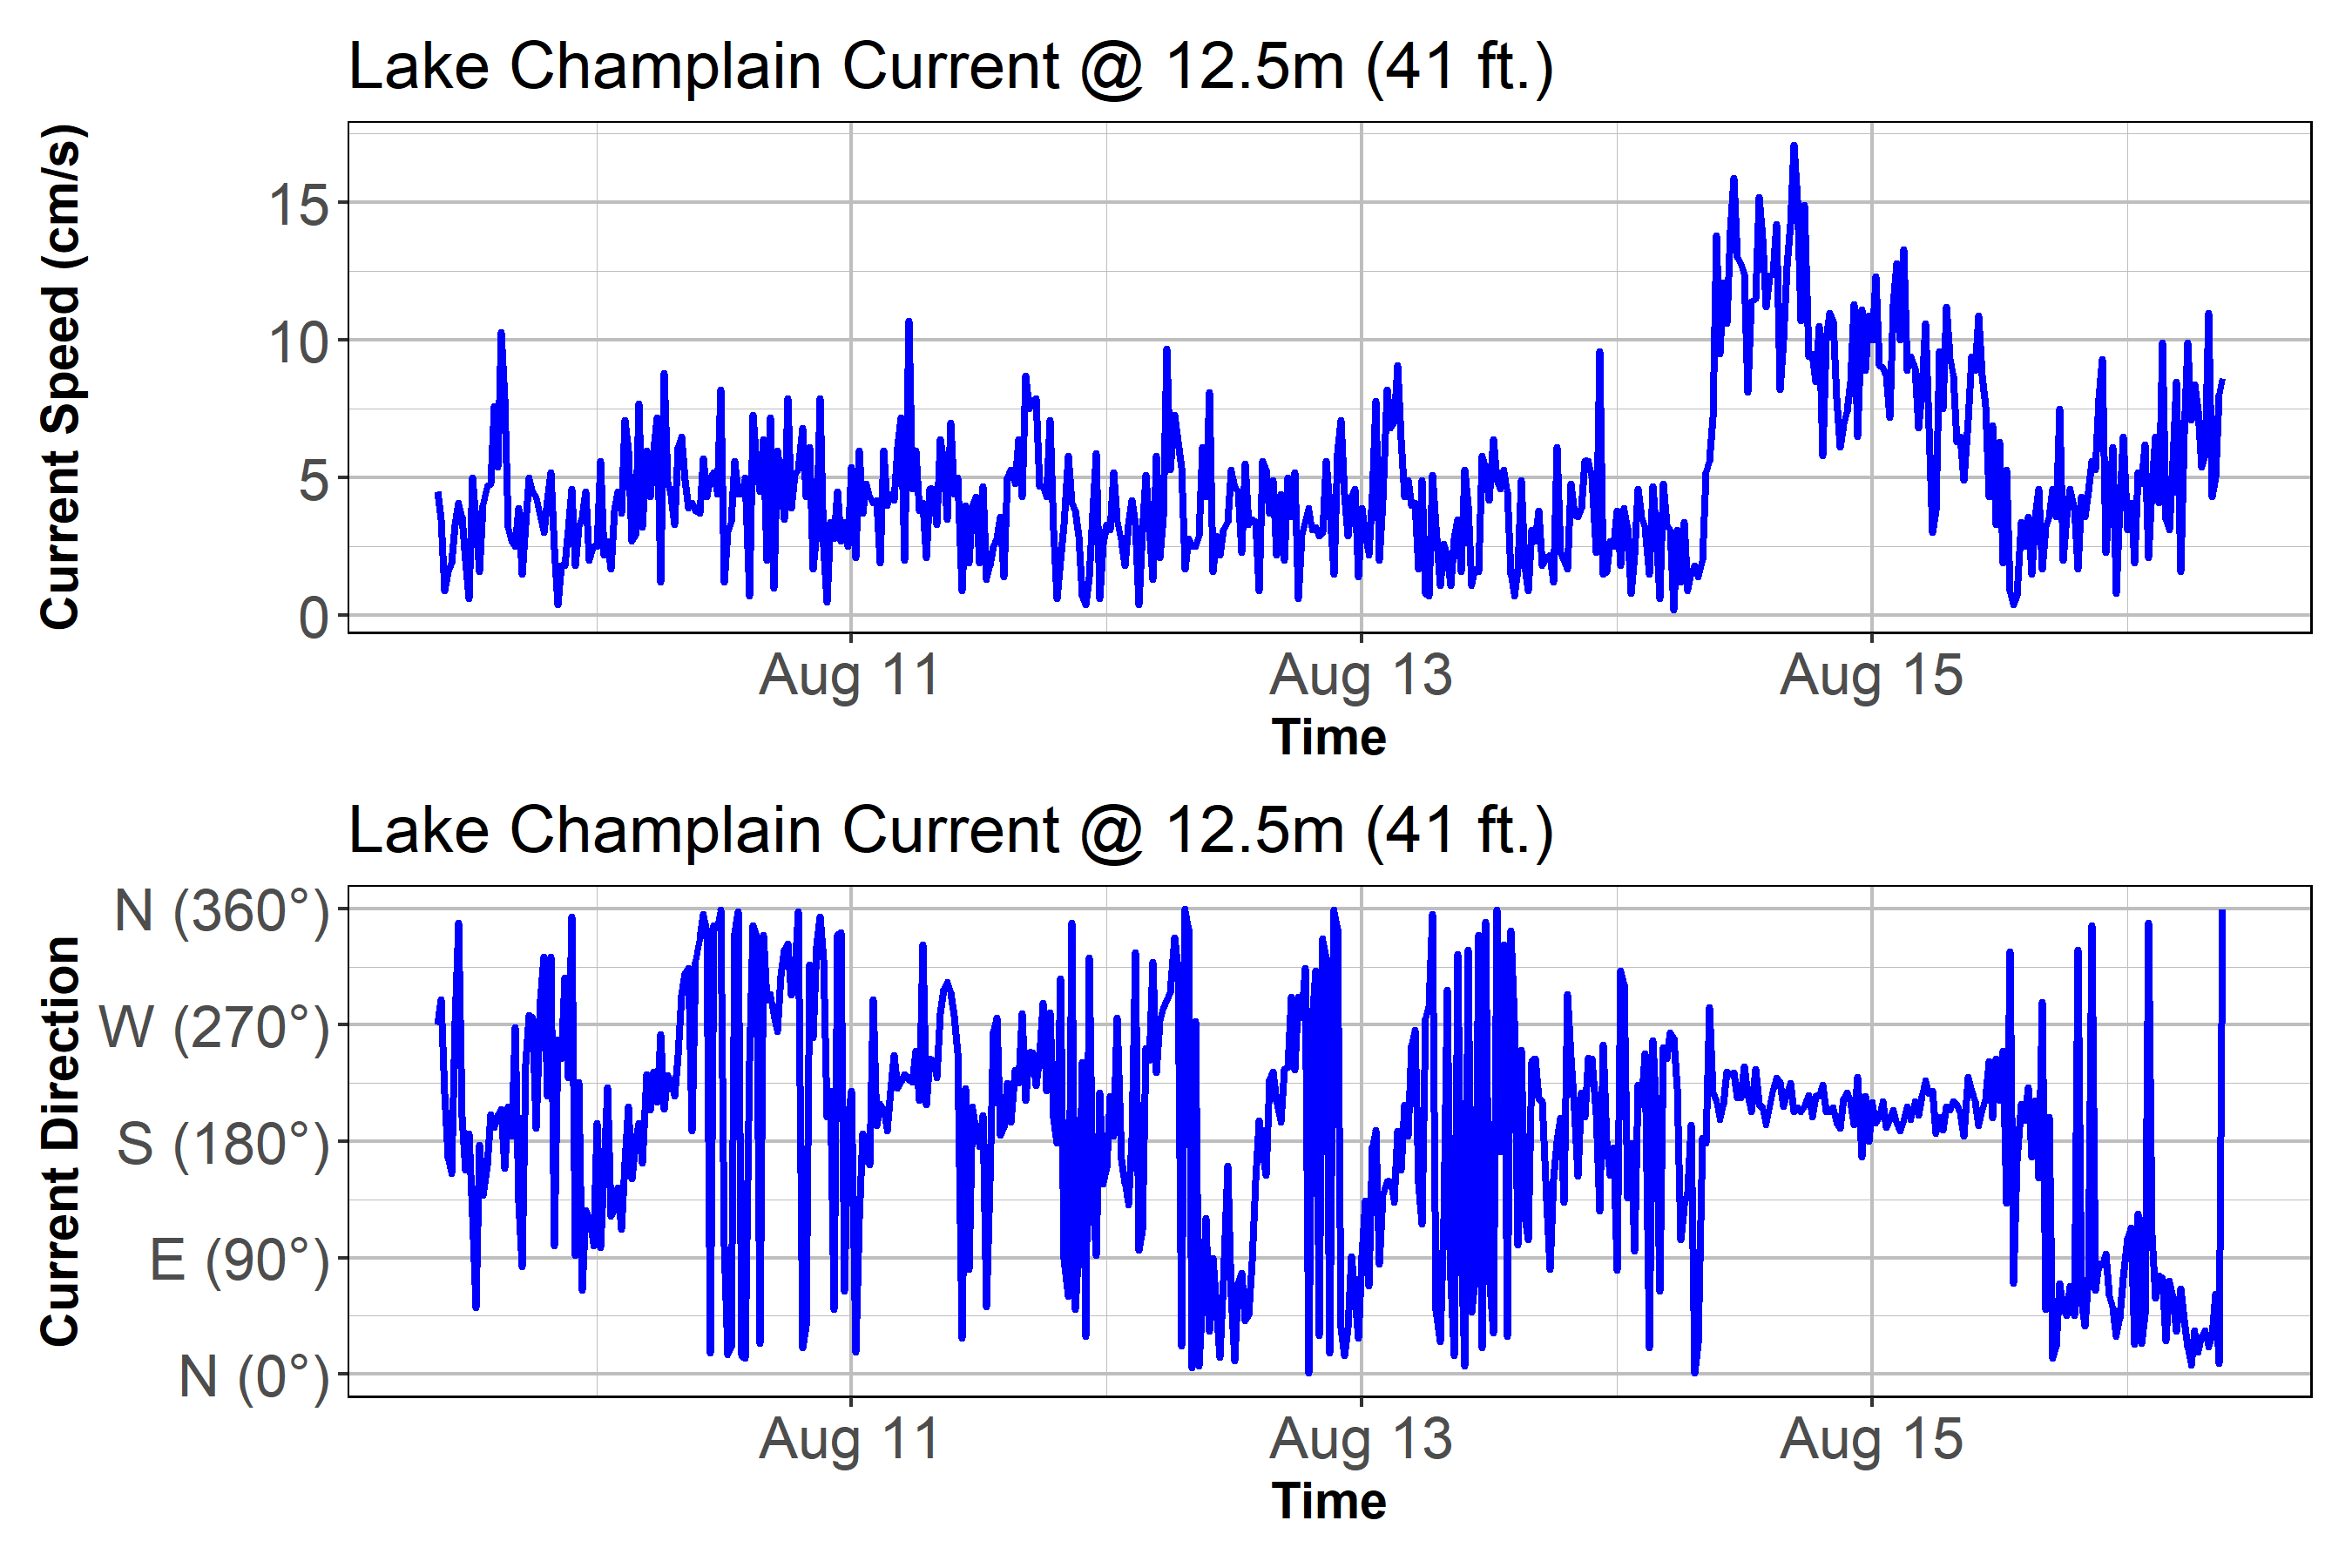 Lake Champlain Current @ 12.5m (41 ft.)
Current Speed (cm/s)
15
10
5
0
Aug 11 Aug 13 Aug 15
Time
Lake Champlain Current @ 12.5m (41 ft.)
Current Direction
N (360°)
W (270°)
S (180°)
E (90°)
N (0°)
Aug 11 Aug 13 Aug 15
Time